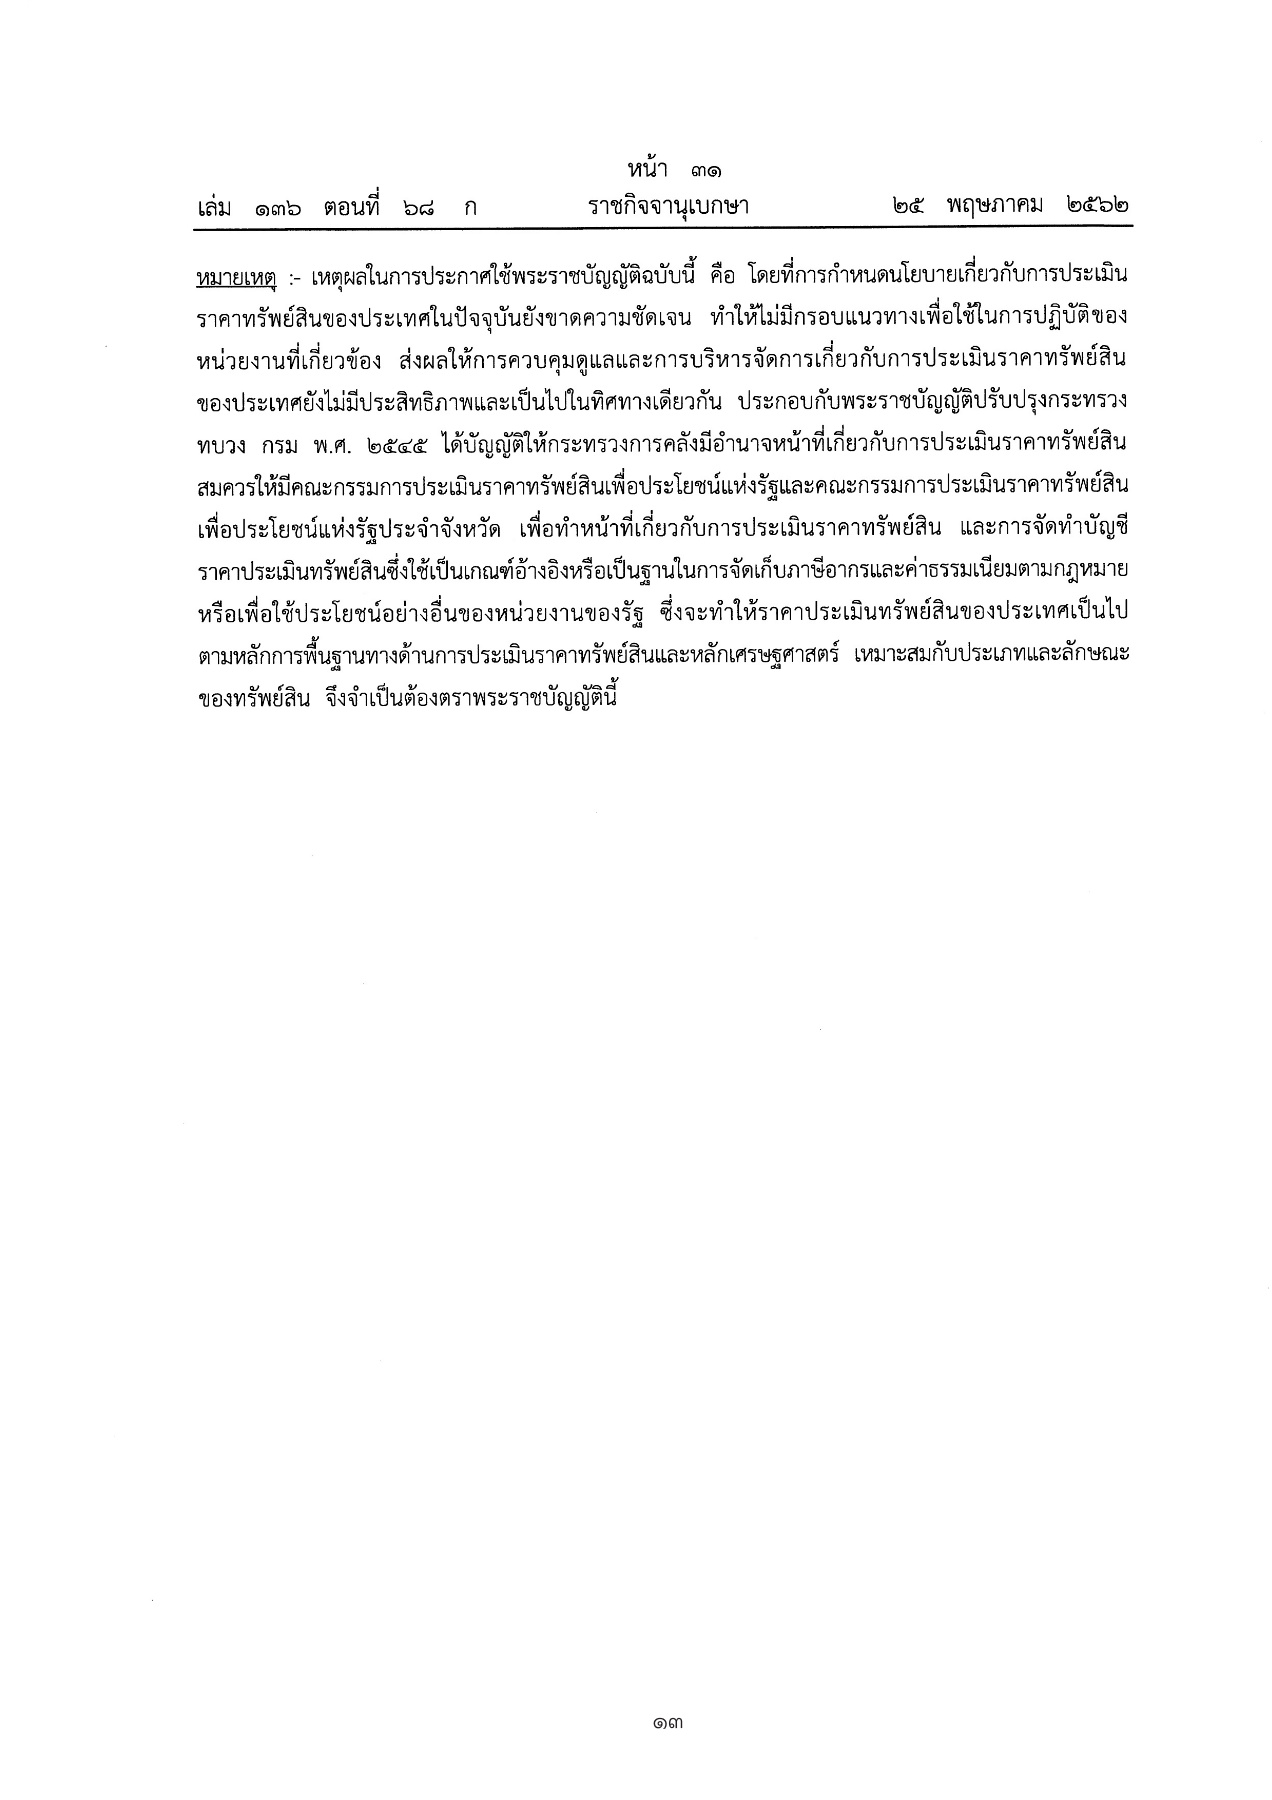 หน้า ๓๑
เล่ม ๑๓๖ ตอนที่ ๖๘ ก ราชกิจจานุเบกษา ๒๕ พฤษภาคม ๒๕๖๒
หมายเหตุ :- เหตุผลในการประกาศใช้พระราชบัญญัติฉบับนี้ คือ โดยที่การกำหนดนโยบายเกี่ยวกับการประเมิน
ราคาทรัพย์สินของประเทศในปัจจุบันยังขาดความชัดเจน ทำให้ไม่มีกรอบแนวทางเพื่อใช้ในการปฏิบัติของ
หน่วยงานที่เกี่ยวข้อง ส่งผลให้การควบคุมดูแลและการบริหารจัดการเกี่ยวกับการประเมินราคาทรัพย์สิน
ของประเทศยังไม่มีประสิทธิภาพและเป็นไปในทิศทางเดียวกัน ประกอบกับพระราชบัญญัติปรับปรุงกระทรวง
ทบวง กรม พ.ศ. ๒๕๔๕ ได้บัญญัติให้กระทรวงการคลังมีอำนาจหน้าที่เกี่ยวกับการประเมินราคาทรัพย์สิน
สมควรให้มีคณะกรรมการประเมินราคาทรัพย์สินเพื่อประโยชน์แห่งรัฐและคณะกรรมการประเมินราคาทรัพย์สิน
เพื่อประโยชน์แห่งรัฐประจำจังหวัด เพื่อทำหน้าที่เกี่ยวกับการประเมินราคาทรัพย์สิน และการจัดทำบัญชี
ราคาประเมินทรัพย์สินซึ่งใช้เป็นเกณฑ์อ้างอิงหรือเป็นฐานในการจัดเก็บภาษีอากรและค่าธรรมเนียมตามกฎหมาย
หรือเพื่อใช้ประโยชน์อย่างอื่นของหน่วยงานของรัฐ ซึ่งจะทำให้ราคาประเมินทรัพย์สินของประเทศเป็นไป
ตามหลักการพื้นฐานทางด้านการประเมินราคาทรัพย์สินและหลักเศรษฐศาสตร์ เหมาะสมกับประเภทและลักษณะ
ของทรัพย์สิน จึงจำเป็นต้องตราพระราชบัญญัตินี้
๑๓